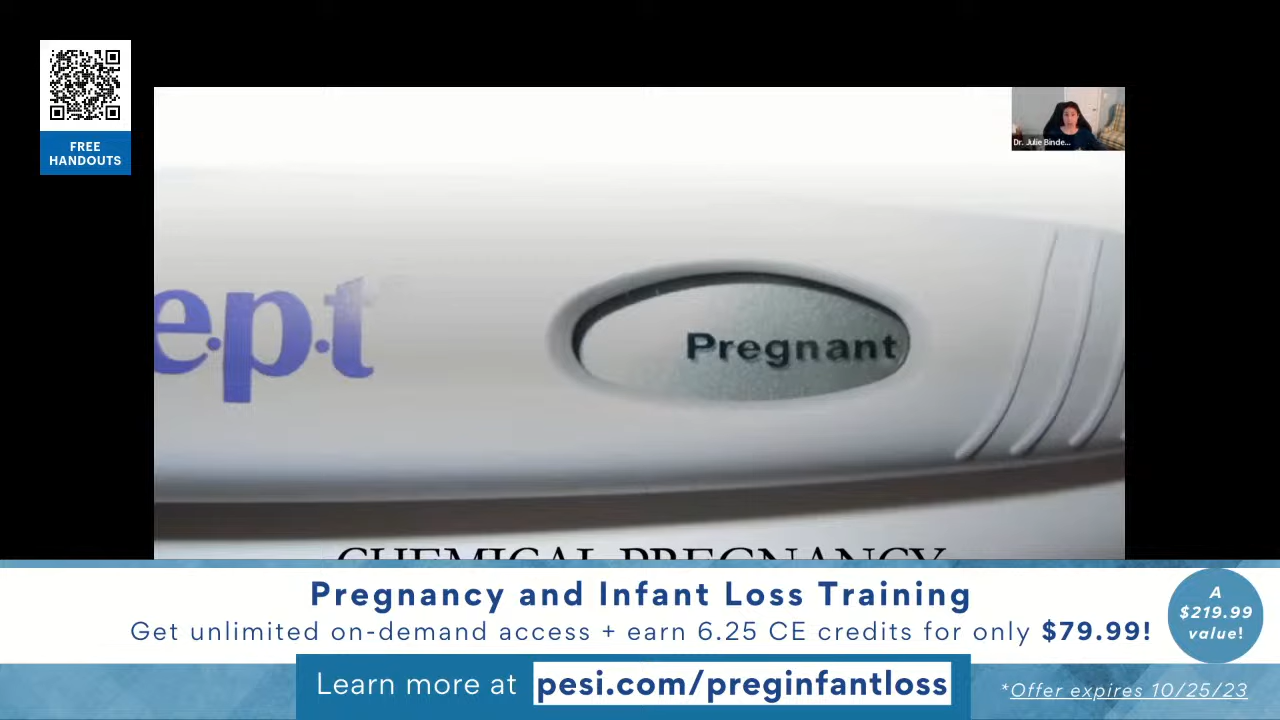 FREE
HANDOUTS
Dr. Julie Binde...
e.p.t
Pregnant
CHEMICAL PREGNANCY
Pregnancy and Infant Loss Training
Get unlimited on-demand access + earn 6.25 CE credits for only $79.99!
A
$219.99
value!
Learn more at pesi.com/preginfantloss
*Offer expires 10/25/23